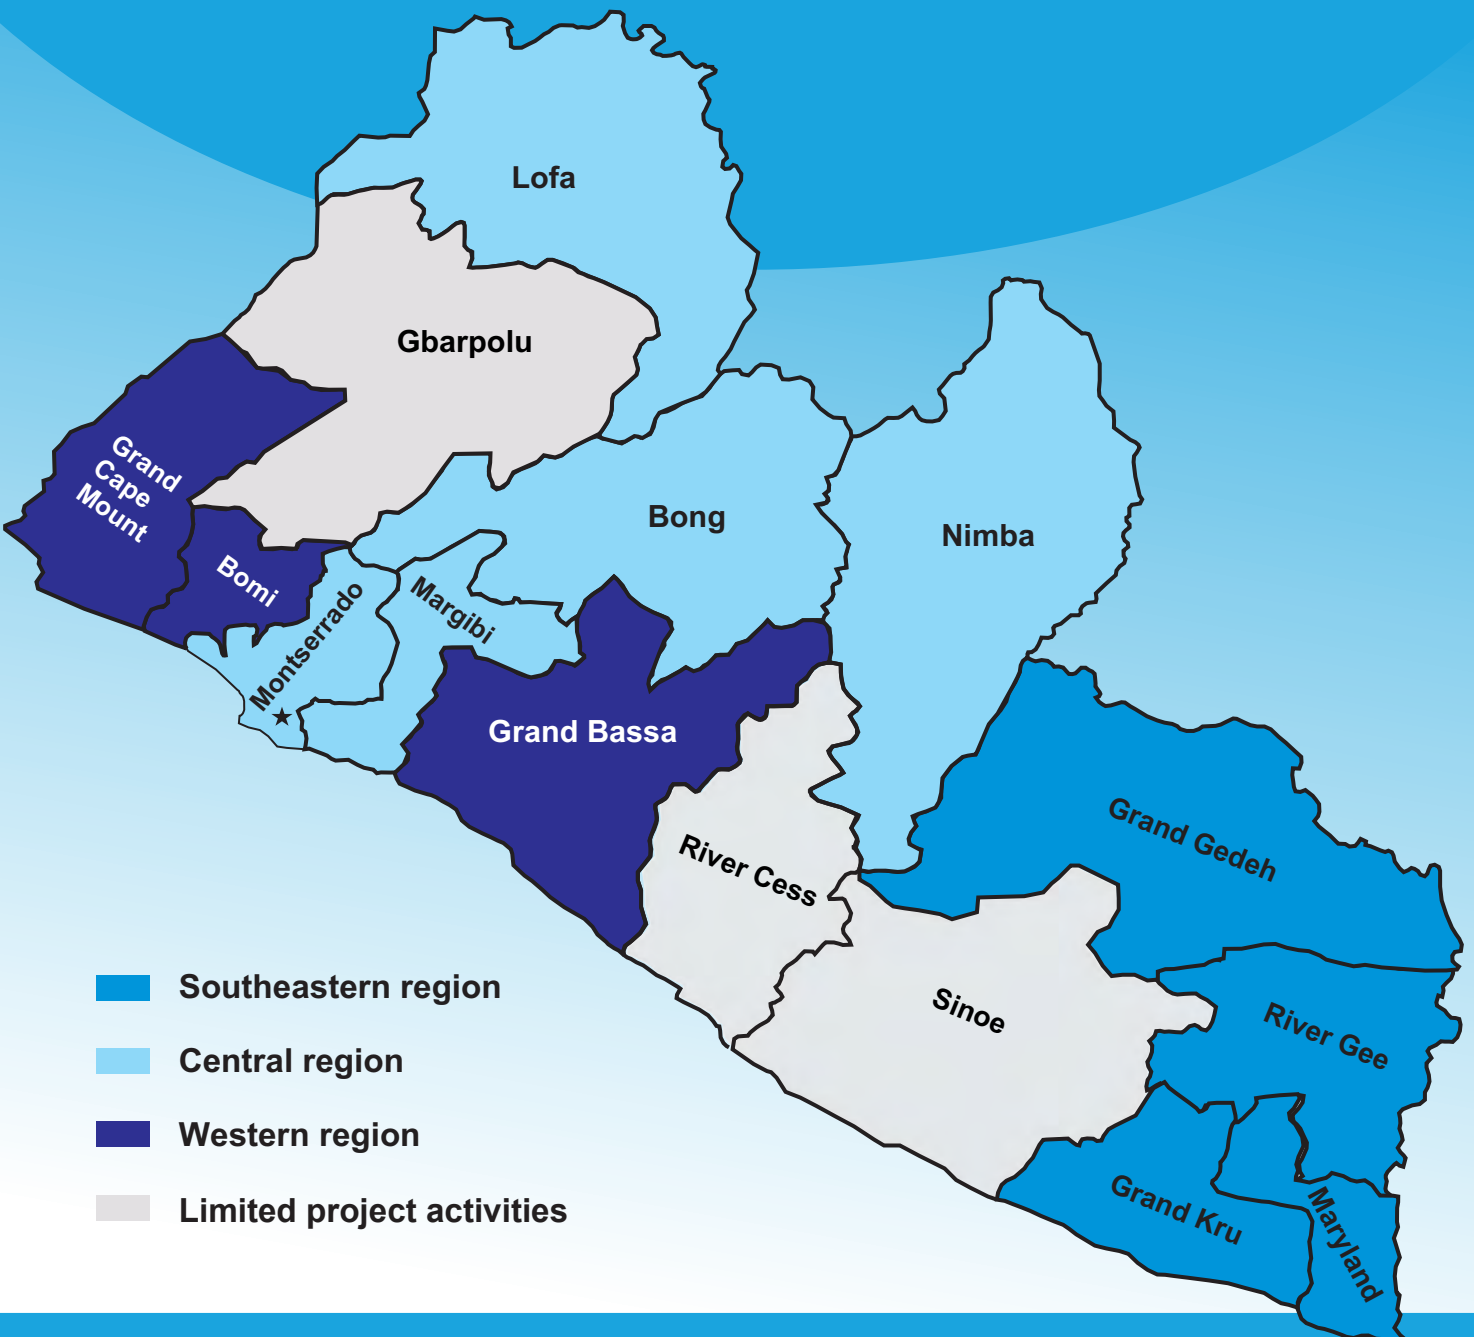 Lofa
Gbarpolu
Grand
Cape
Mount
Bong
Nimba
Bomi
Montserrado
Margibi
Grand Bassa
Grand Gedeh
River Cess
Sinoe
River Gee
Grand Kru
Maryland
Southeastern region
Central region
Western region
Limited project activities